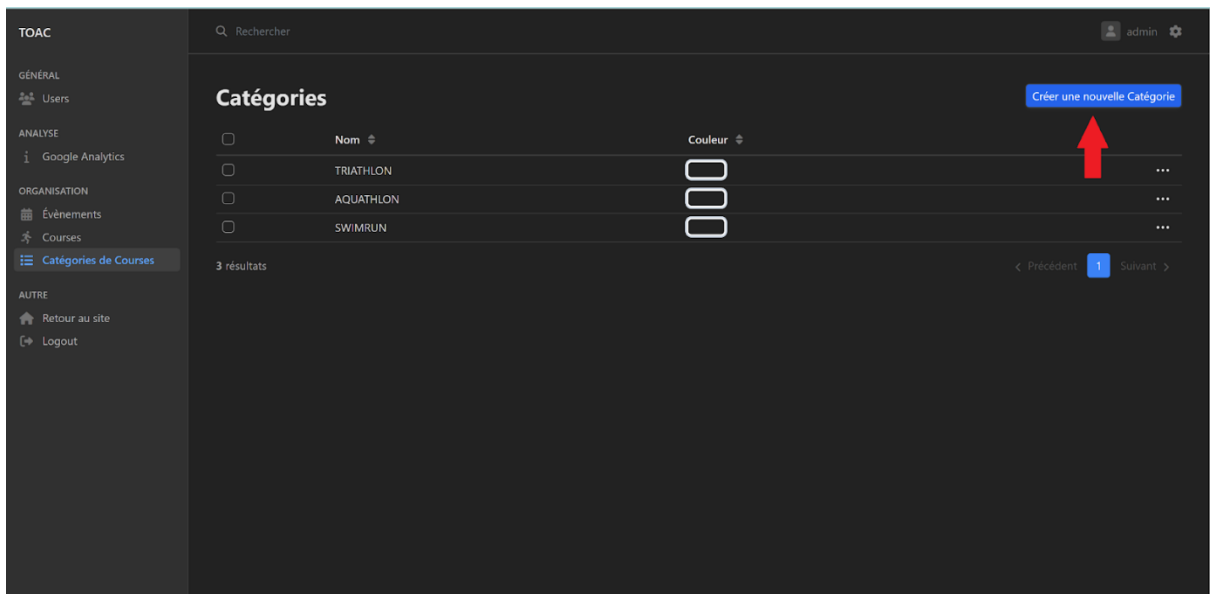 TOAC
Rechercher
admin
GÉNÉRAL
Users
ANALYSE
Google Analytics
ORGANISATION
Évènements
Courses
Catégories de Courses
AUTRE
Retour au site
Logout
Catégories
Créer une nouvelle Catégorie
Nom Couleur
TRIATHLON ...
AQUATHLON ...
SWIMRUN ...
3 résultats
Précédent 1 Suivant